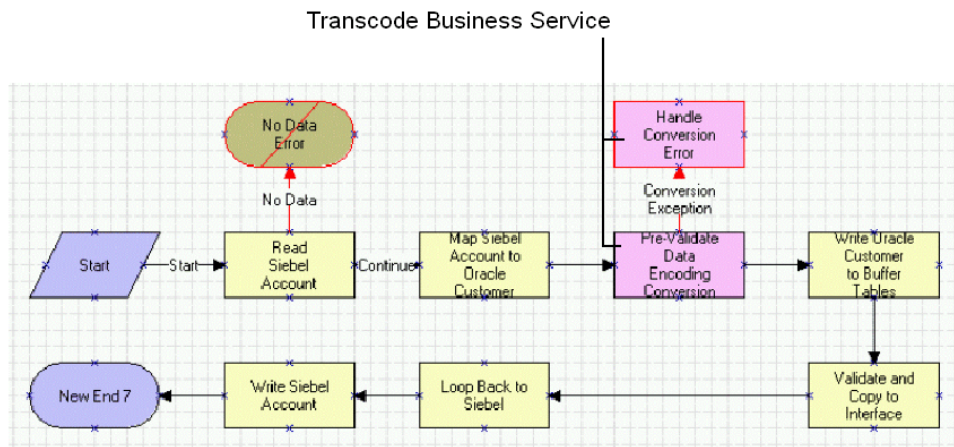 Transcode Business Service
No Data
Error
Handle
Conversion
Error
No Data
Conversion
Exception
Start
Start
Read
Siebel
Account
Continue
Map Siebel
Account to
Oracle
Customer
Pre-Validate
Data
Encoding
Conversion
Write Oracle
Customer
to Buffer
Tables
New End 7
Write Siebel
Account
Loop Back to
Siebel
Validate and
Copy to
Interface